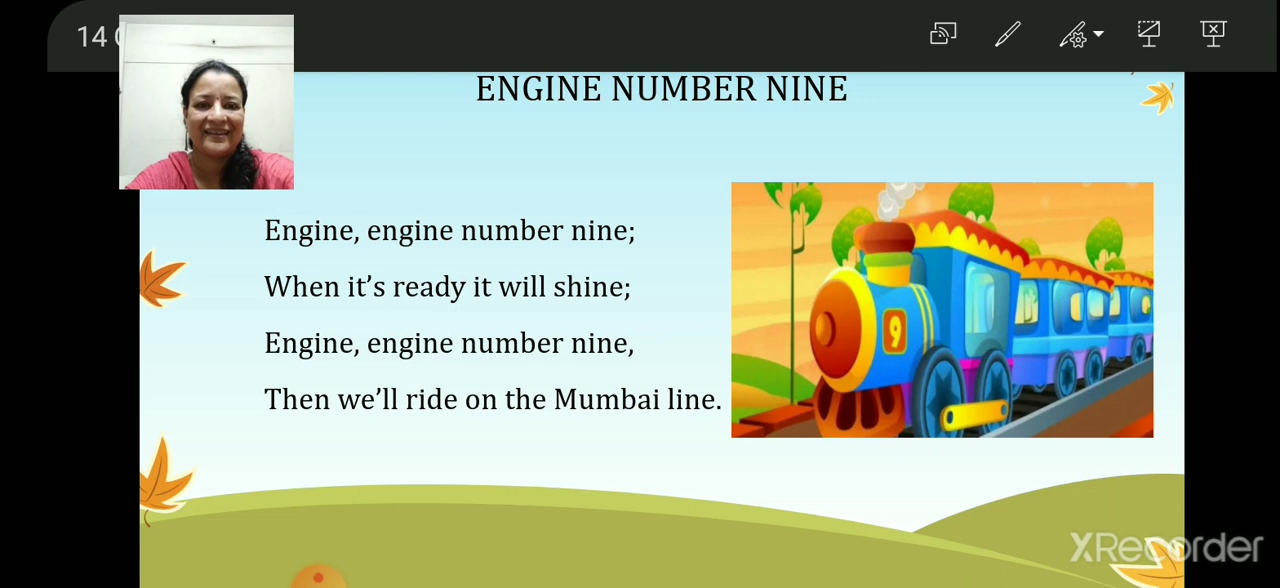 14
ENGINE NUMBER NINE
Engine, engine number nine;
When it’s ready it will shine;
Engine, engine number nine,
Then we’ll ride on the Mumbai line.
9
XRecorder